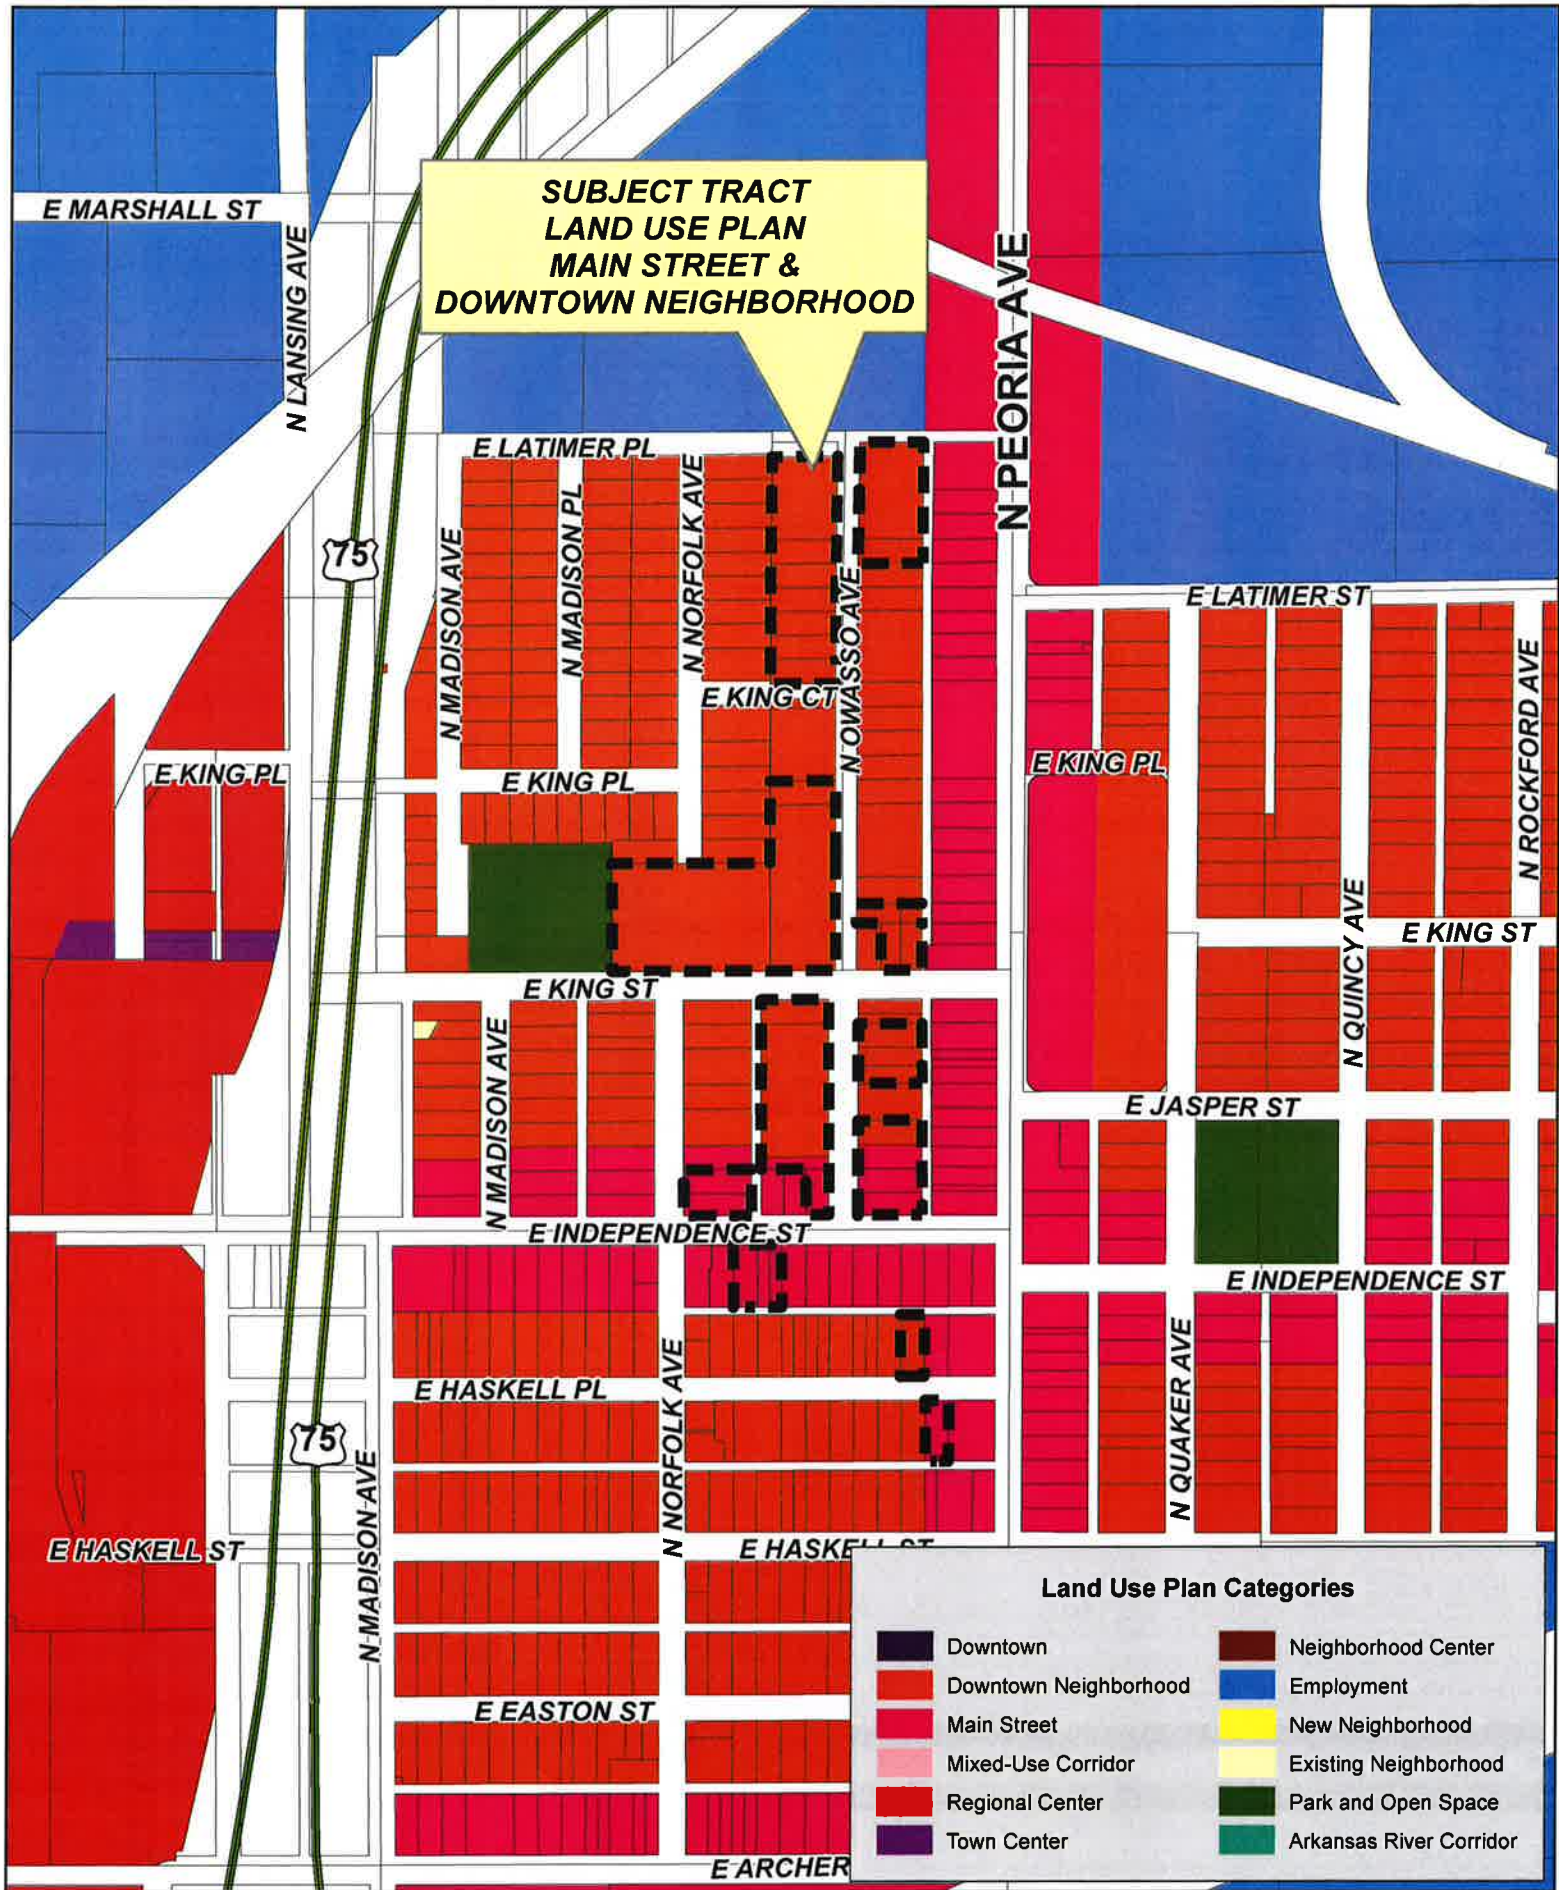 SUBJECT TRACT
LAND USE PLAN
MAIN STREET &
DOWNTOWN NEIGHBORHOOD
E MARSHALL ST
N LANSING AVE
N PEORIA AVE
E LATIMER PL
75
N MADISON AVE
N MADISON PL
N NORFOLK AVE
N OWASSO AVE
E LATIMER ST
E KING CT
N ROCKFORD AVE
E KING PL
E KING PL
E KING PL
N QUINCY AVE
E KING ST
E KING ST
N MADISON AVE
E JASPER ST
E INDEPENDENCE ST
E INDEPENDENCE ST
N NORFOLK AVE
N QUAKER AVE
E HASKELL PL
75
N MADISON AVE
E HASKELL ST
E HASKELL ST
E EASTON ST
E ARCHER
Land Use Plan Categories
Downtown
Downtown Neighborhood
Main Street
Mixed-Use Corridor
Regional Center
Town Center
Neighborhood Center
Employment
New Neighborhood
Existing Neighborhood
Park and Open Space
Arkansas River Corridor